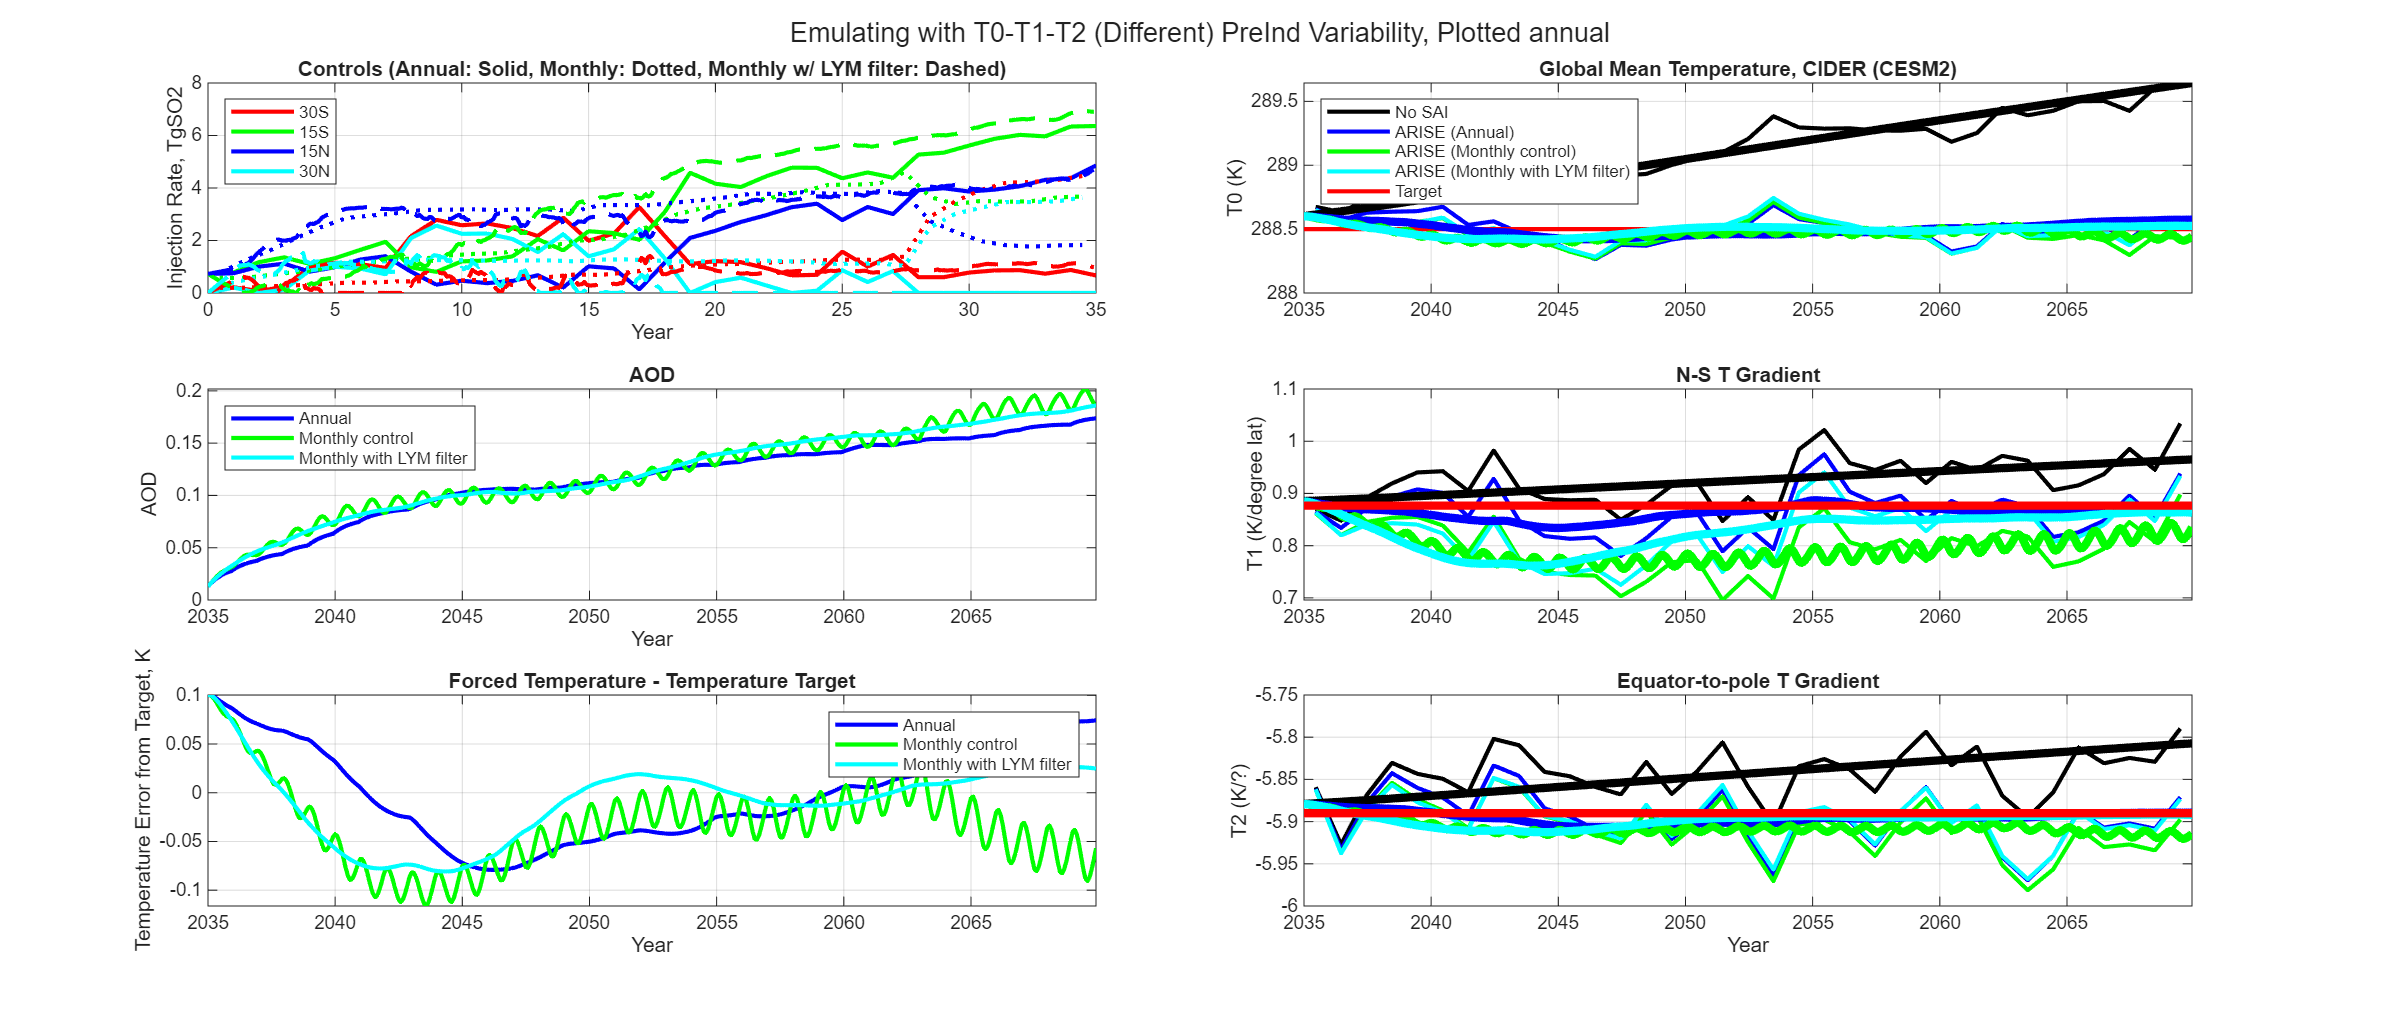 Emulating with T0-T1-T2 (Different) PreInd Variability, Plotted annual
Controls (Annual: Solid, Monthly: Dotted, Monthly w/ LYM filter: Dashed)
Injection Rate, TgSO2
8
6
4
2
0
30S
15S
15N
30N
0
5
10
15
20
25
30
35
Year
Global Mean Temperature, CIDER (CESM2)
T0 (K)
289.5
289
288.5
288
No SAI
ARISE (Annual)
ARISE (Monthly control)
ARISE (Monthly with LYM filter)
Target
2035
2040
2045
2050
2055
2060
2065
AOD
AOD
0.2
0.15
0.1
0.05
0
Annual
Monthly control
Monthly with LYM filter
2035
2040
2045
2050
2055
2060
2065
Year
N-S T Gradient
T1 (K/degree lat)
1.1
1
0.9
0.8
0.7
2035
2040
2045
2050
2055
2060
2065
Forced Temperature - Temperature Target
Temperature Error from Target, K
0.1
0.05
0
-0.05
-0.1
Annual
Monthly control
Monthly with LYM filter
2035
2040
2045
2050
2055
2060
2065
Year
Equator-to-pole T Gradient
T2 (K/?)
-5.75
-5.8
-5.85
-5.9
-5.95
-6
2035
2040
2045
2050
2055
2060
2065
Year